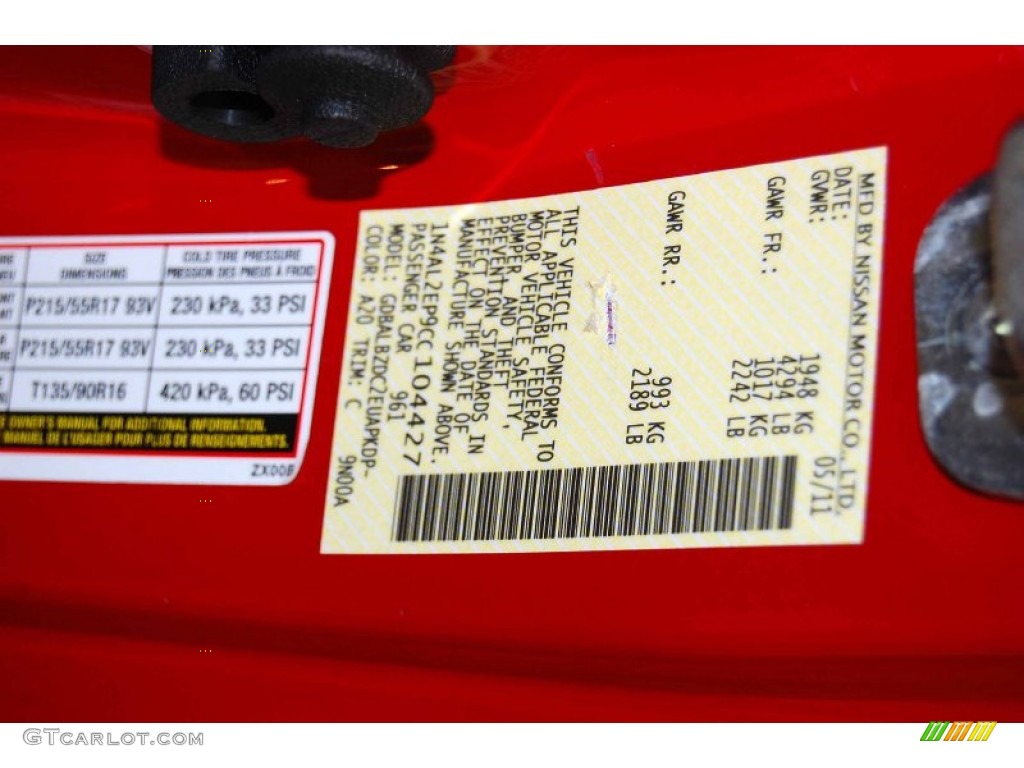 SIZE
DIMENSIONS
COLD TIRE PRESSURE
PRESSION DES PNEUS À FROID
P215/55R17 93V
230 kPa, 33 PSI
P215/55R17 93V
230 kPa, 33 PSI
T135/90R16
420 kPa, 60 PSI
OWNER'S MANUAL FOR ADDITIONAL INFORMATION.
MANUEL DE L'USAGER POUR PLUS DE RENSEIGNEMENTS.
ZX00B
MFD BY NISSAN MOTOR CO., LTD.
DATE: 05/11
GVWR: 1948 KG
4294 LB
GAWR FR.: 1017 KG
2242 LB
GAWR RR.: 993 KG
2189 LB
THIS VEHICLE CONFORMS TO
ALL APPLICABLE FEDERAL
MOTOR VEHICLE SAFETY,
BUMPER, AND THEFT
PREVENTION STANDARDS IN
EFFECT ON THE DATE OF
MANUFACTURE SHOWN ABOVE.
1N4AL2EP9CC104427
PASSENGER CAR 961
MODEL: GDBALBZDCZEUAPKDP-
COLOR: A20 TRIM: C 9N00A
GTCARLOT.COM